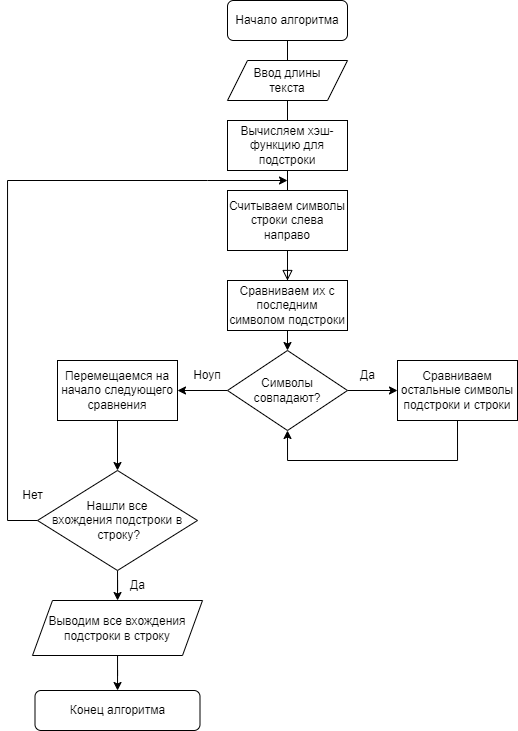 Начало алгоритма
Ввод длины
текста
Вычисляем хэш-
функцию для
подстроки
Считываем символы
строки слева
направо
Сравниваем их с
последним
символом подстроки
Символы
совпадают?
Ноуп
Да
Перемещаемся на
начало следующего
сравнения
Сравниваем
остальные символы
подстроки и строки
Нашли все
вхождения подстроки в
строку?
Нет
Да
Выводим все вхождения
подстроки в строку
Конец алгоритма